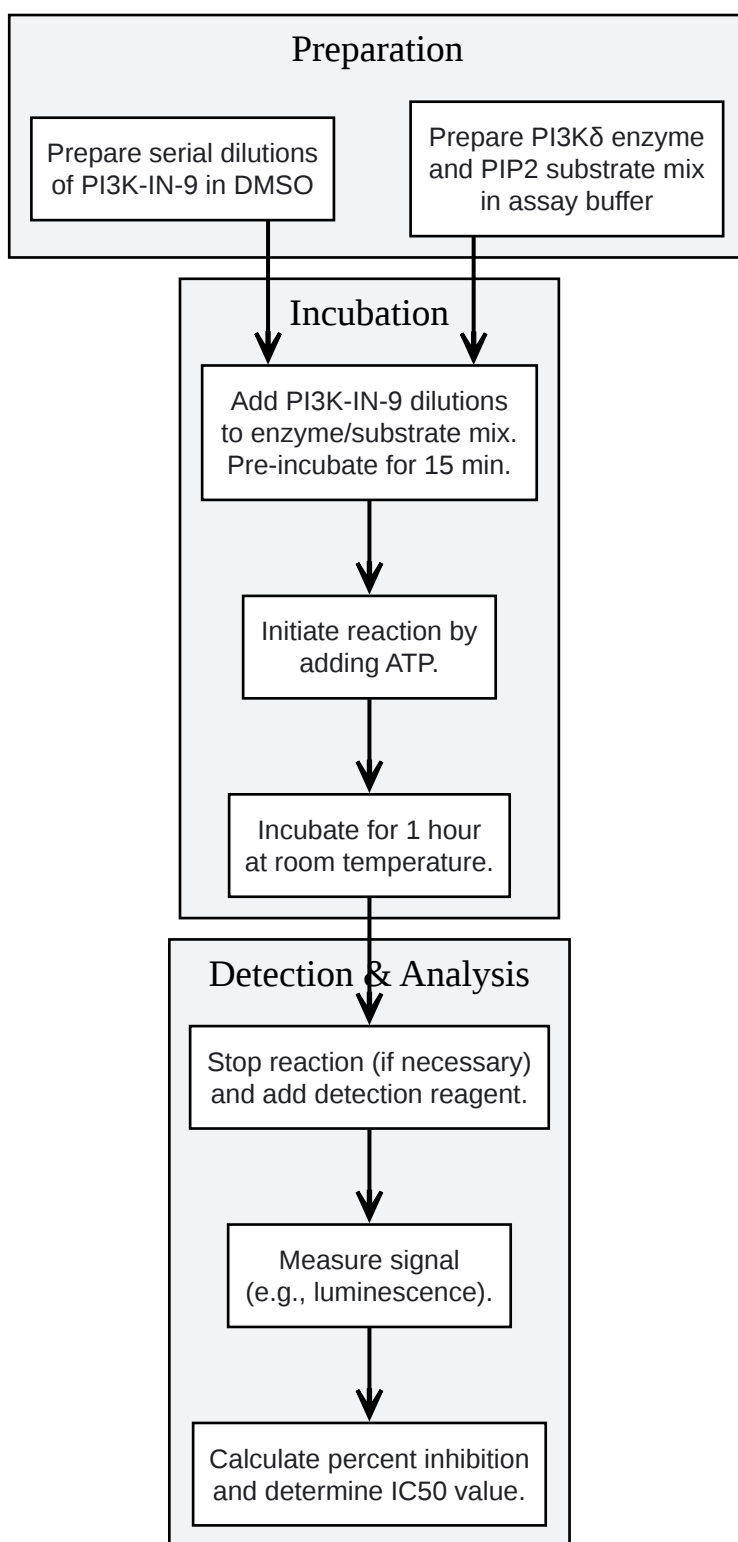 Preparation
Prepare serial dilutions
of PI3K-IN-9 in DMSO
Prepare PI3Kδ enzyme
and PIP2 substrate mix
in assay buffer
Incubation
Add PI3K-IN-9 dilutions
to enzyme/substrate mix.
Pre-incubate for 15 min.
Initiate reaction by
adding ATP.
Incubate for 1 hour
at room temperature.
Detection & Analysis
Stop reaction (if necessary)
and add detection reagent.
Measure signal
(e.g., luminescence).
Calculate percent inhibition
and determine IC50 value.